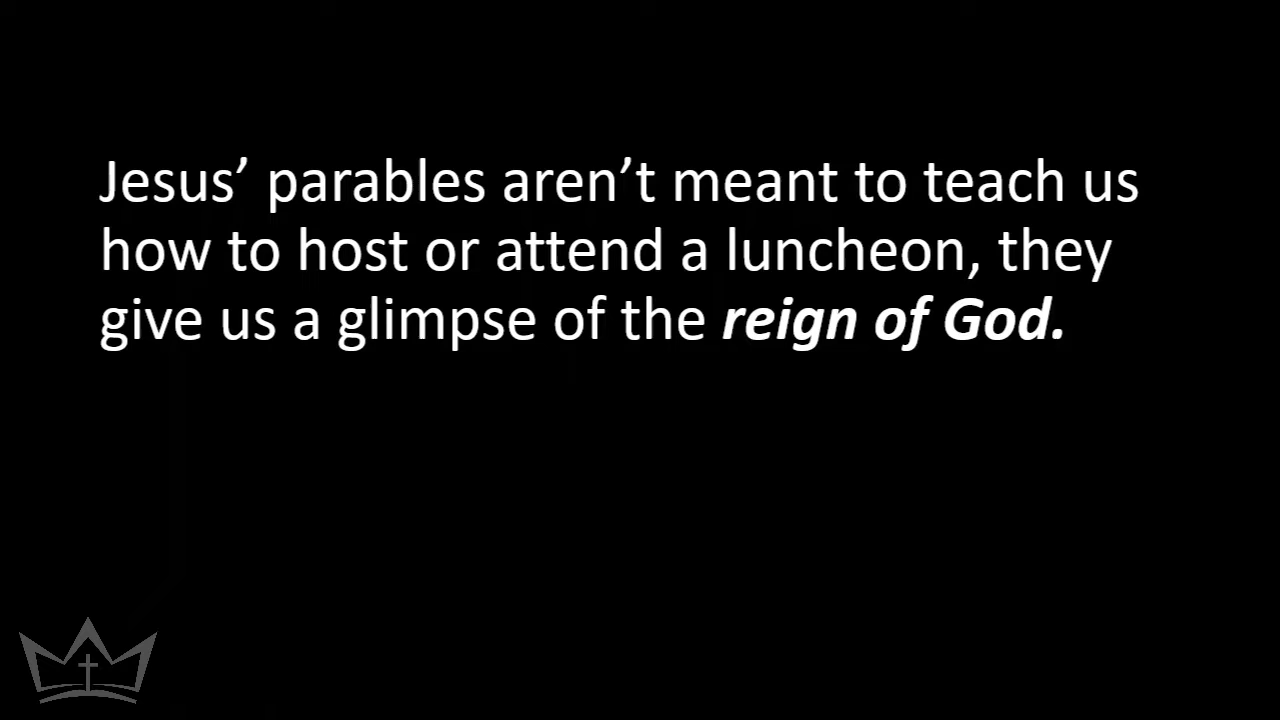 Jesus’ parables aren’t meant to teach us
how to host or attend a luncheon, they
give us a glimpse of the reign of God.